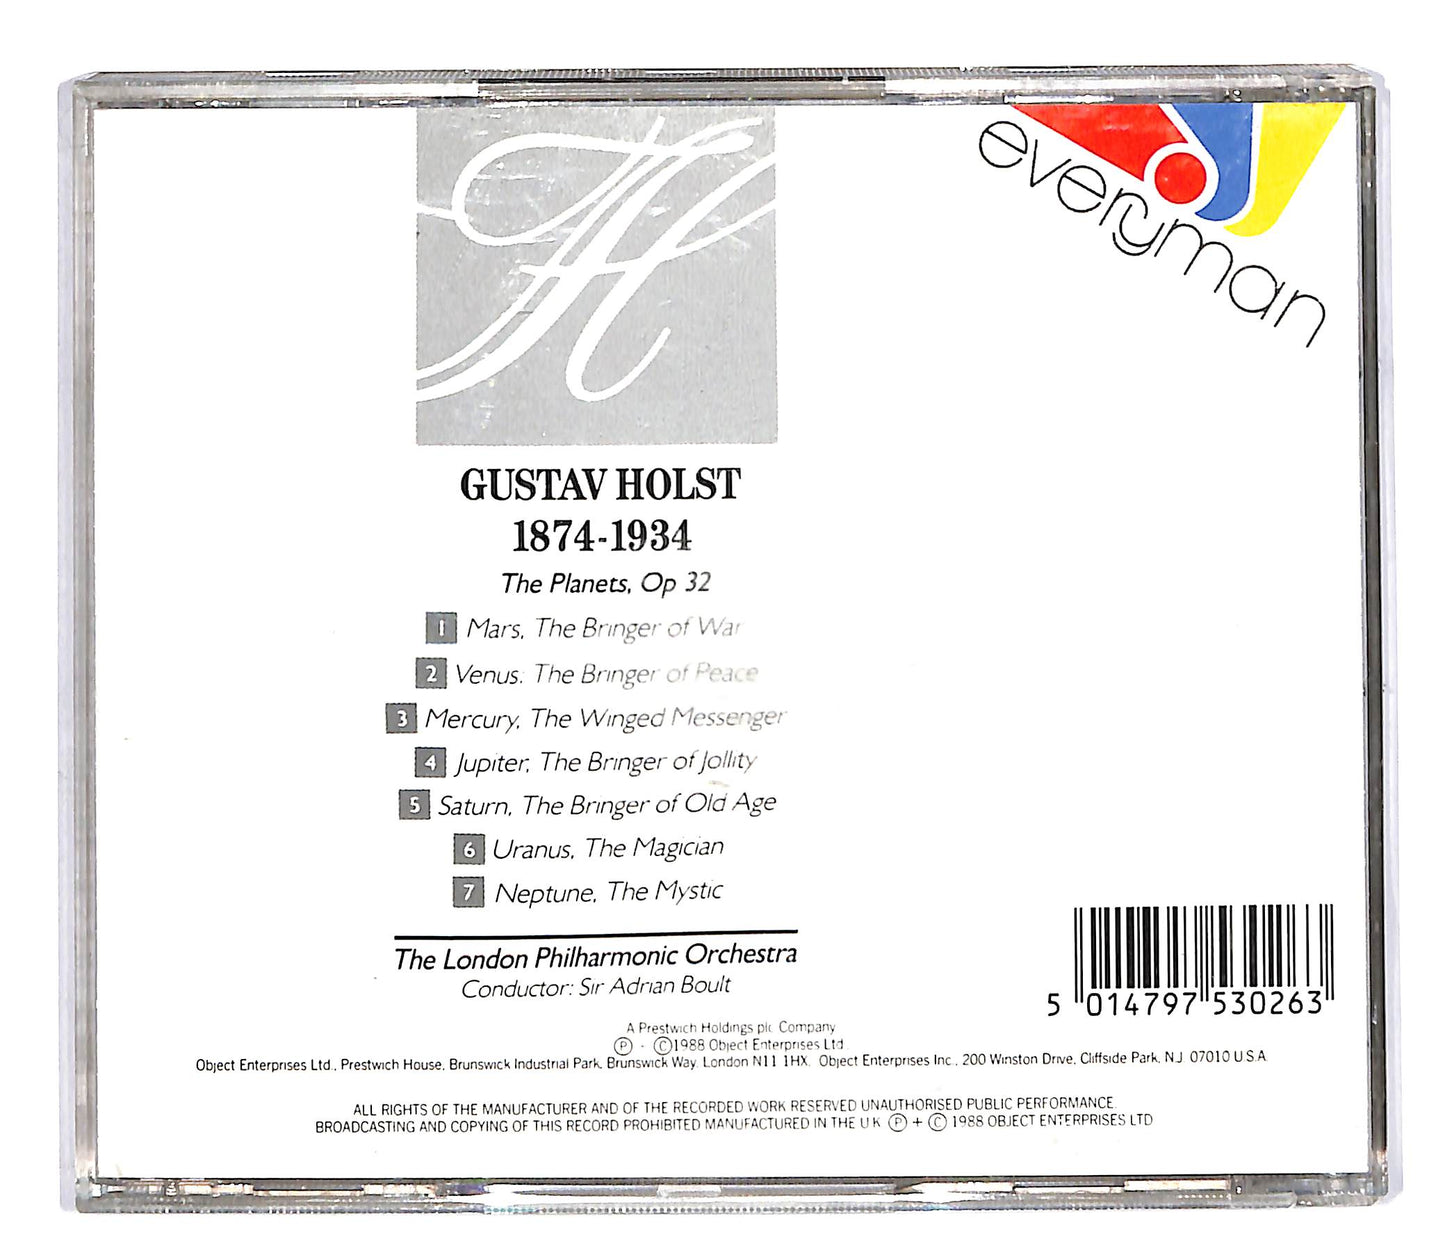 everyman
H
GUSTAV HOLST
1874-1934
The Planets, Op 32
1 Mars, The Bringer of War
2 Venus. The Bringer of Peace
3 Mercury, The Winged Messenger
4 Jupiter, The Bringer of Jollity
5 Saturn, The Bringer of Old Age
6 Uranus, The Magician
7 Neptune, The Mystic
The London Philharmonic Orchestra
Conductor: Sir Adrian Boult
5 014797 530263
A Prestwich Holdings plc Company
Ⓟ · Ⓒ1988 Object Enterprises Ltd
Object Enterprises Ltd., Prestwich House, Brunswick Industrial Park, Brunswick Way. London N11 1HX. Object Enterprises Inc., 200 Winston Drive, Cliffside Park, N.J. 07010 U.S.A.
ALL RIGHTS OF THE MANUFACTURER AND OF THE RECORDED WORK RESERVED UNAUTHORISED PUBLIC PERFORMANCE.
BROADCASTING AND COPYING OF THIS RECORD PROHIBITED MANUFACTURED IN THE U K Ⓟ + Ⓒ 1988 OBJECT ENTERPRISES LTD